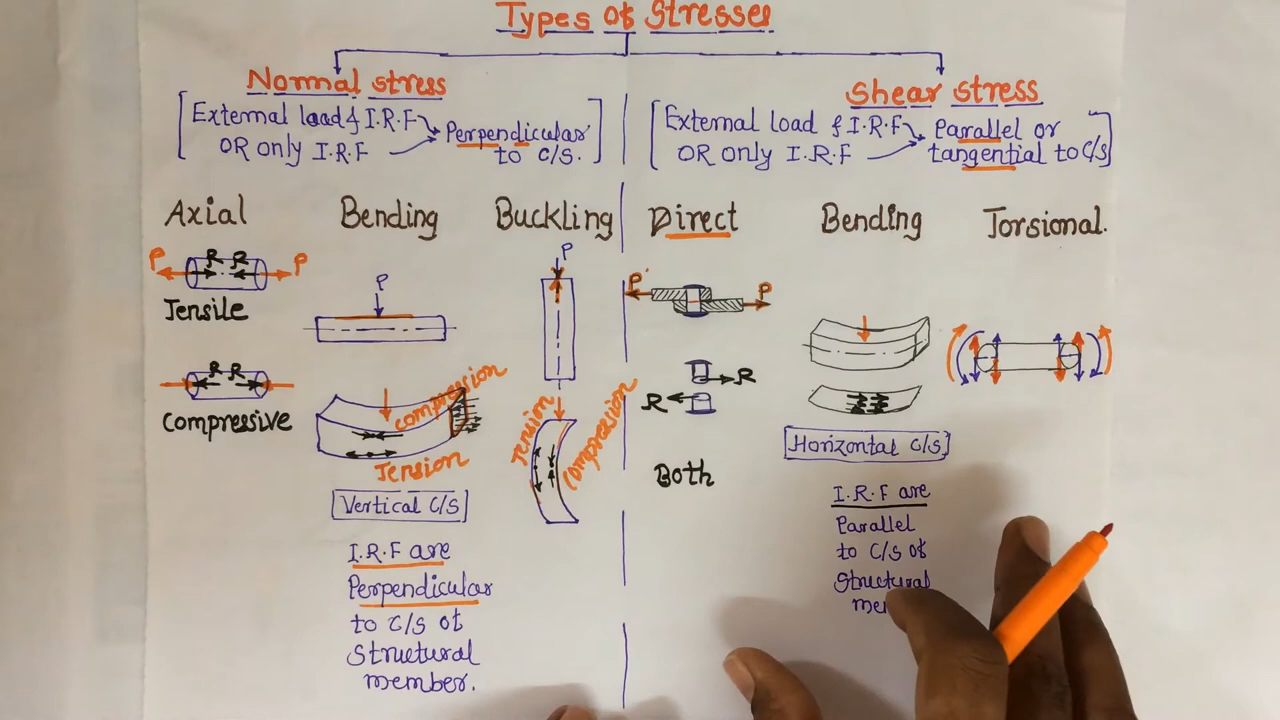 Types of Stresses
Normal stress
External load & I.R.F
OR only I.R.F
Perpendicular
to C/S.
Shear stress
External load & I.R.F
OR only I.R.F
Parallel or
tangential to C/S
Axial
P R R P
Tensile
R R
Compressive
Bending
P
compression
Tension
Vertical C/S
I.R.F are
Perpendicular
to C/S of
Structural
member.
Buckling
P
Tension
compression
Direct
P P
R
R
Both
Bending
Horizontal C/S
I.R.F are
Parallel
to C/S of
Structural
Torsional.